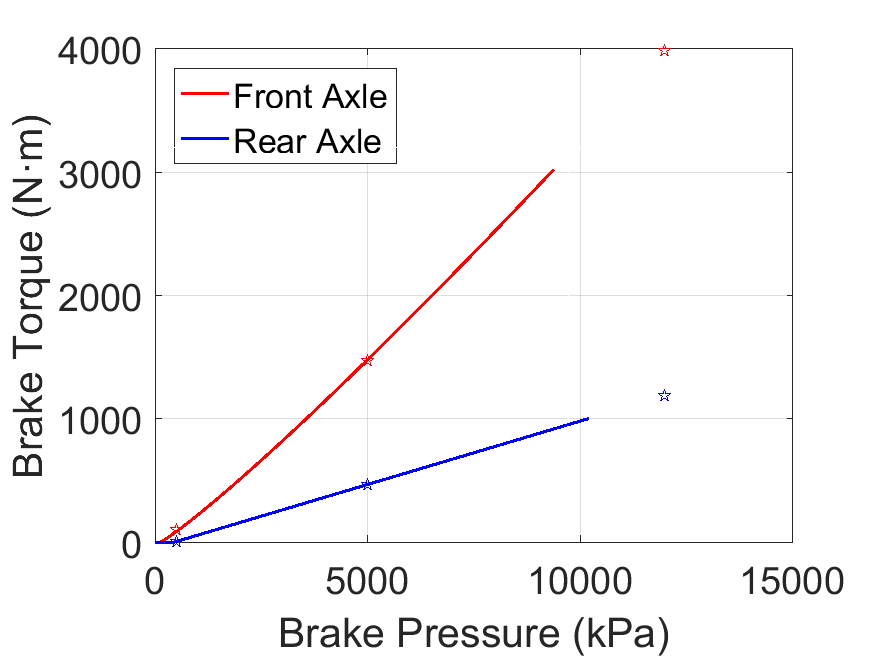 4000
3000
2000
1000
0
Brake Torque (N·m)
Front Axle
Rear Axle
0
5000
10000
15000
Brake Pressure (kPa)